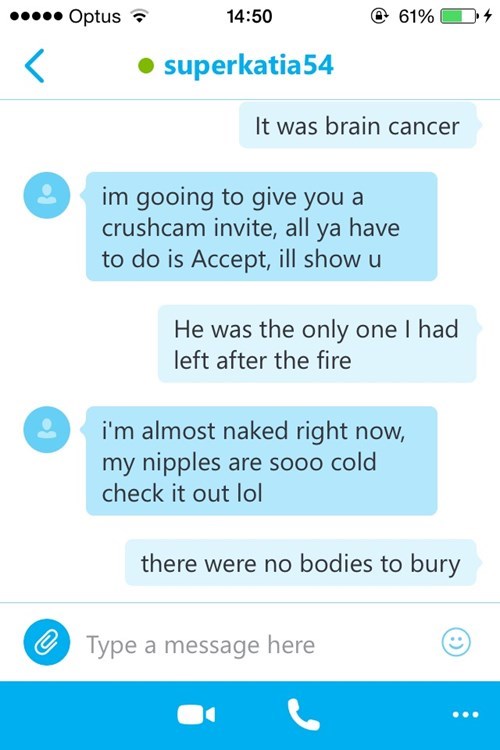 Optus 14:50 61%
superkatia54
It was brain cancer
im gooing to give you a
crushcam invite, all ya have
to do is Accept, ill show u
He was the only one I had
left after the fire
i'm almost naked right now,
my nipples are sooo cold
check it out lol
there were no bodies to bury
Type a message here